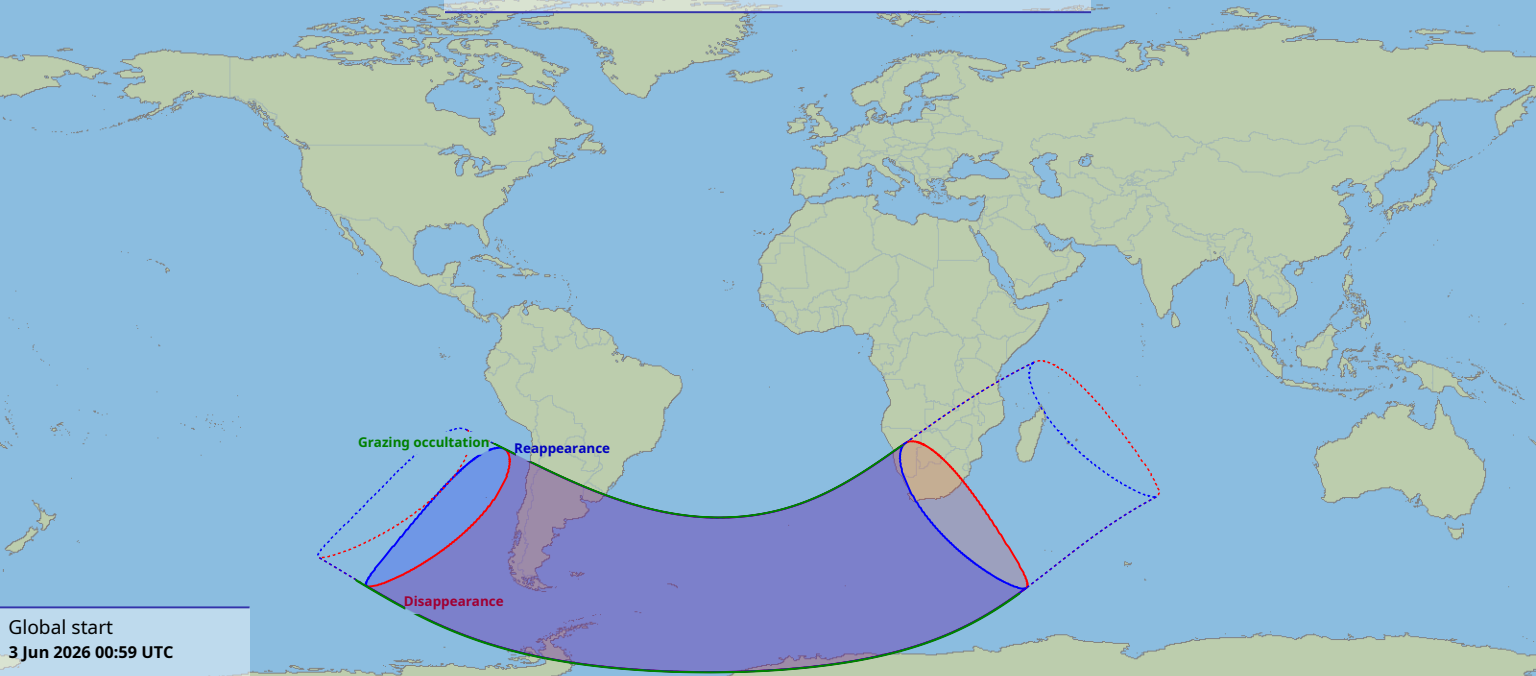 Grazing occultation
Reappearance
Disappearance
Global start
3 Jun 2026 00:59 UTC